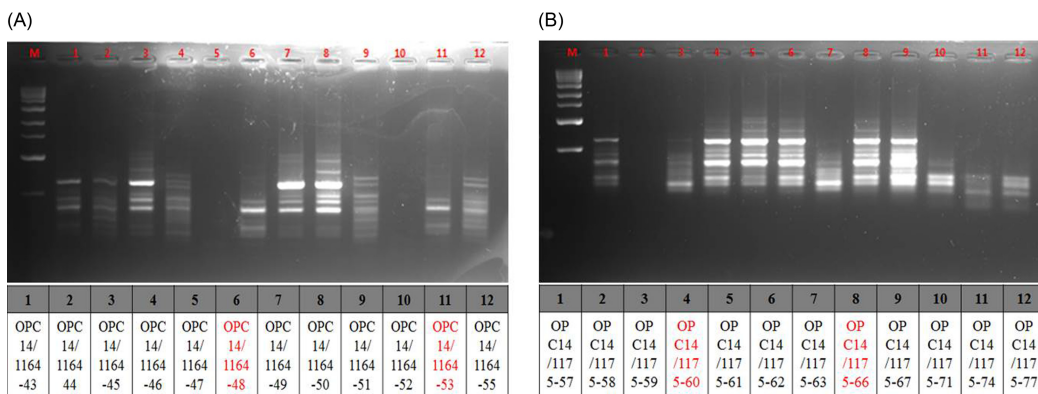 (A)
M 1 2 3 4 5 6 7 8 9 10 11 12
1 2 3 4 5 6 7 8 9 10 11 12
OPC OPC OPC OPC OPC OPC OPC OPC OPC OPC OPC OPC
14/ 14/ 14/ 14/ 14/ 14/ 14/ 14/ 14/ 14/ 14/ 14/
1164 1164 1164 1164 1164 1164 1164 1164 1164 1164 1164 1164
-43 44 -45 -46 -47 -48 -49 -50 -51 -52 -53 -55
(B)
M 1 2 3 4 5 6 7 8 9 10 11 12
1 2 3 4 5 6 7 8 9 10 11 12
OP OP OP OP OP OP OP OP OP OP OP OP
C14 C14 C14 C14 C14 C14 C14 C14 C14 C14 C14 C14
/117 /117 /117 /117 /117 /117 /117 /117 /117 /117 /117 /117
5-57 5-58 5-59 5-60 5-61 5-62 5-63 5-66 5-67 5-71 5-74 5-77